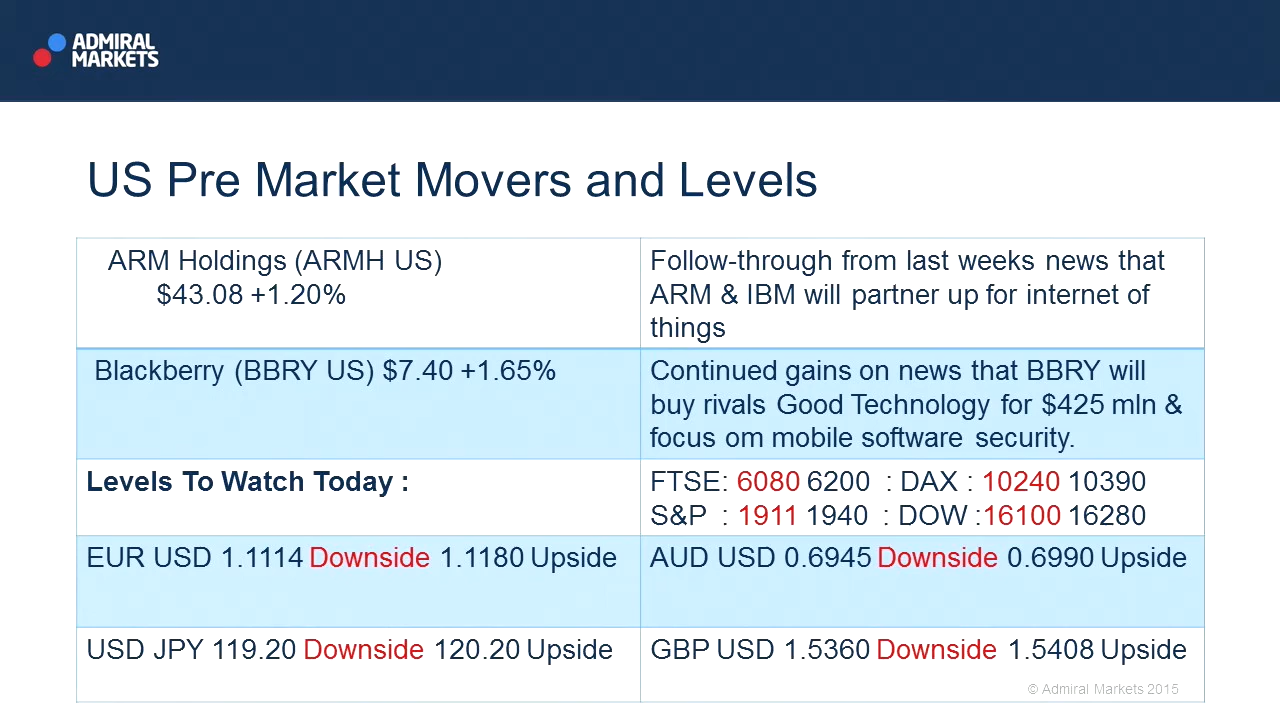 ADMIRAL
MARKETS
US Pre Market Movers and Levels
ARM Holdings (ARMH US)
$43.08 +1.20%
Follow-through from last weeks news that
ARM & IBM will partner up for internet of
things
Blackberry (BBRY US) $7.40 +1.65%
Continued gains on news that BBRY will
buy rivals Good Technology for $425 mln &
focus om mobile software security.
Levels To Watch Today :
FTSE: 6080 6200 : DAX : 10240 10390
S&P : 1911 1940 : DOW :16100 16280
EUR USD 1.1114 Downside 1.1180 Upside
AUD USD 0.6945 Downside 0.6990 Upside
USD JPY 119.20 Downside 120.20 Upside
GBP USD 1.5360 Downside 1.5408 Upside
© Admiral Markets 2015